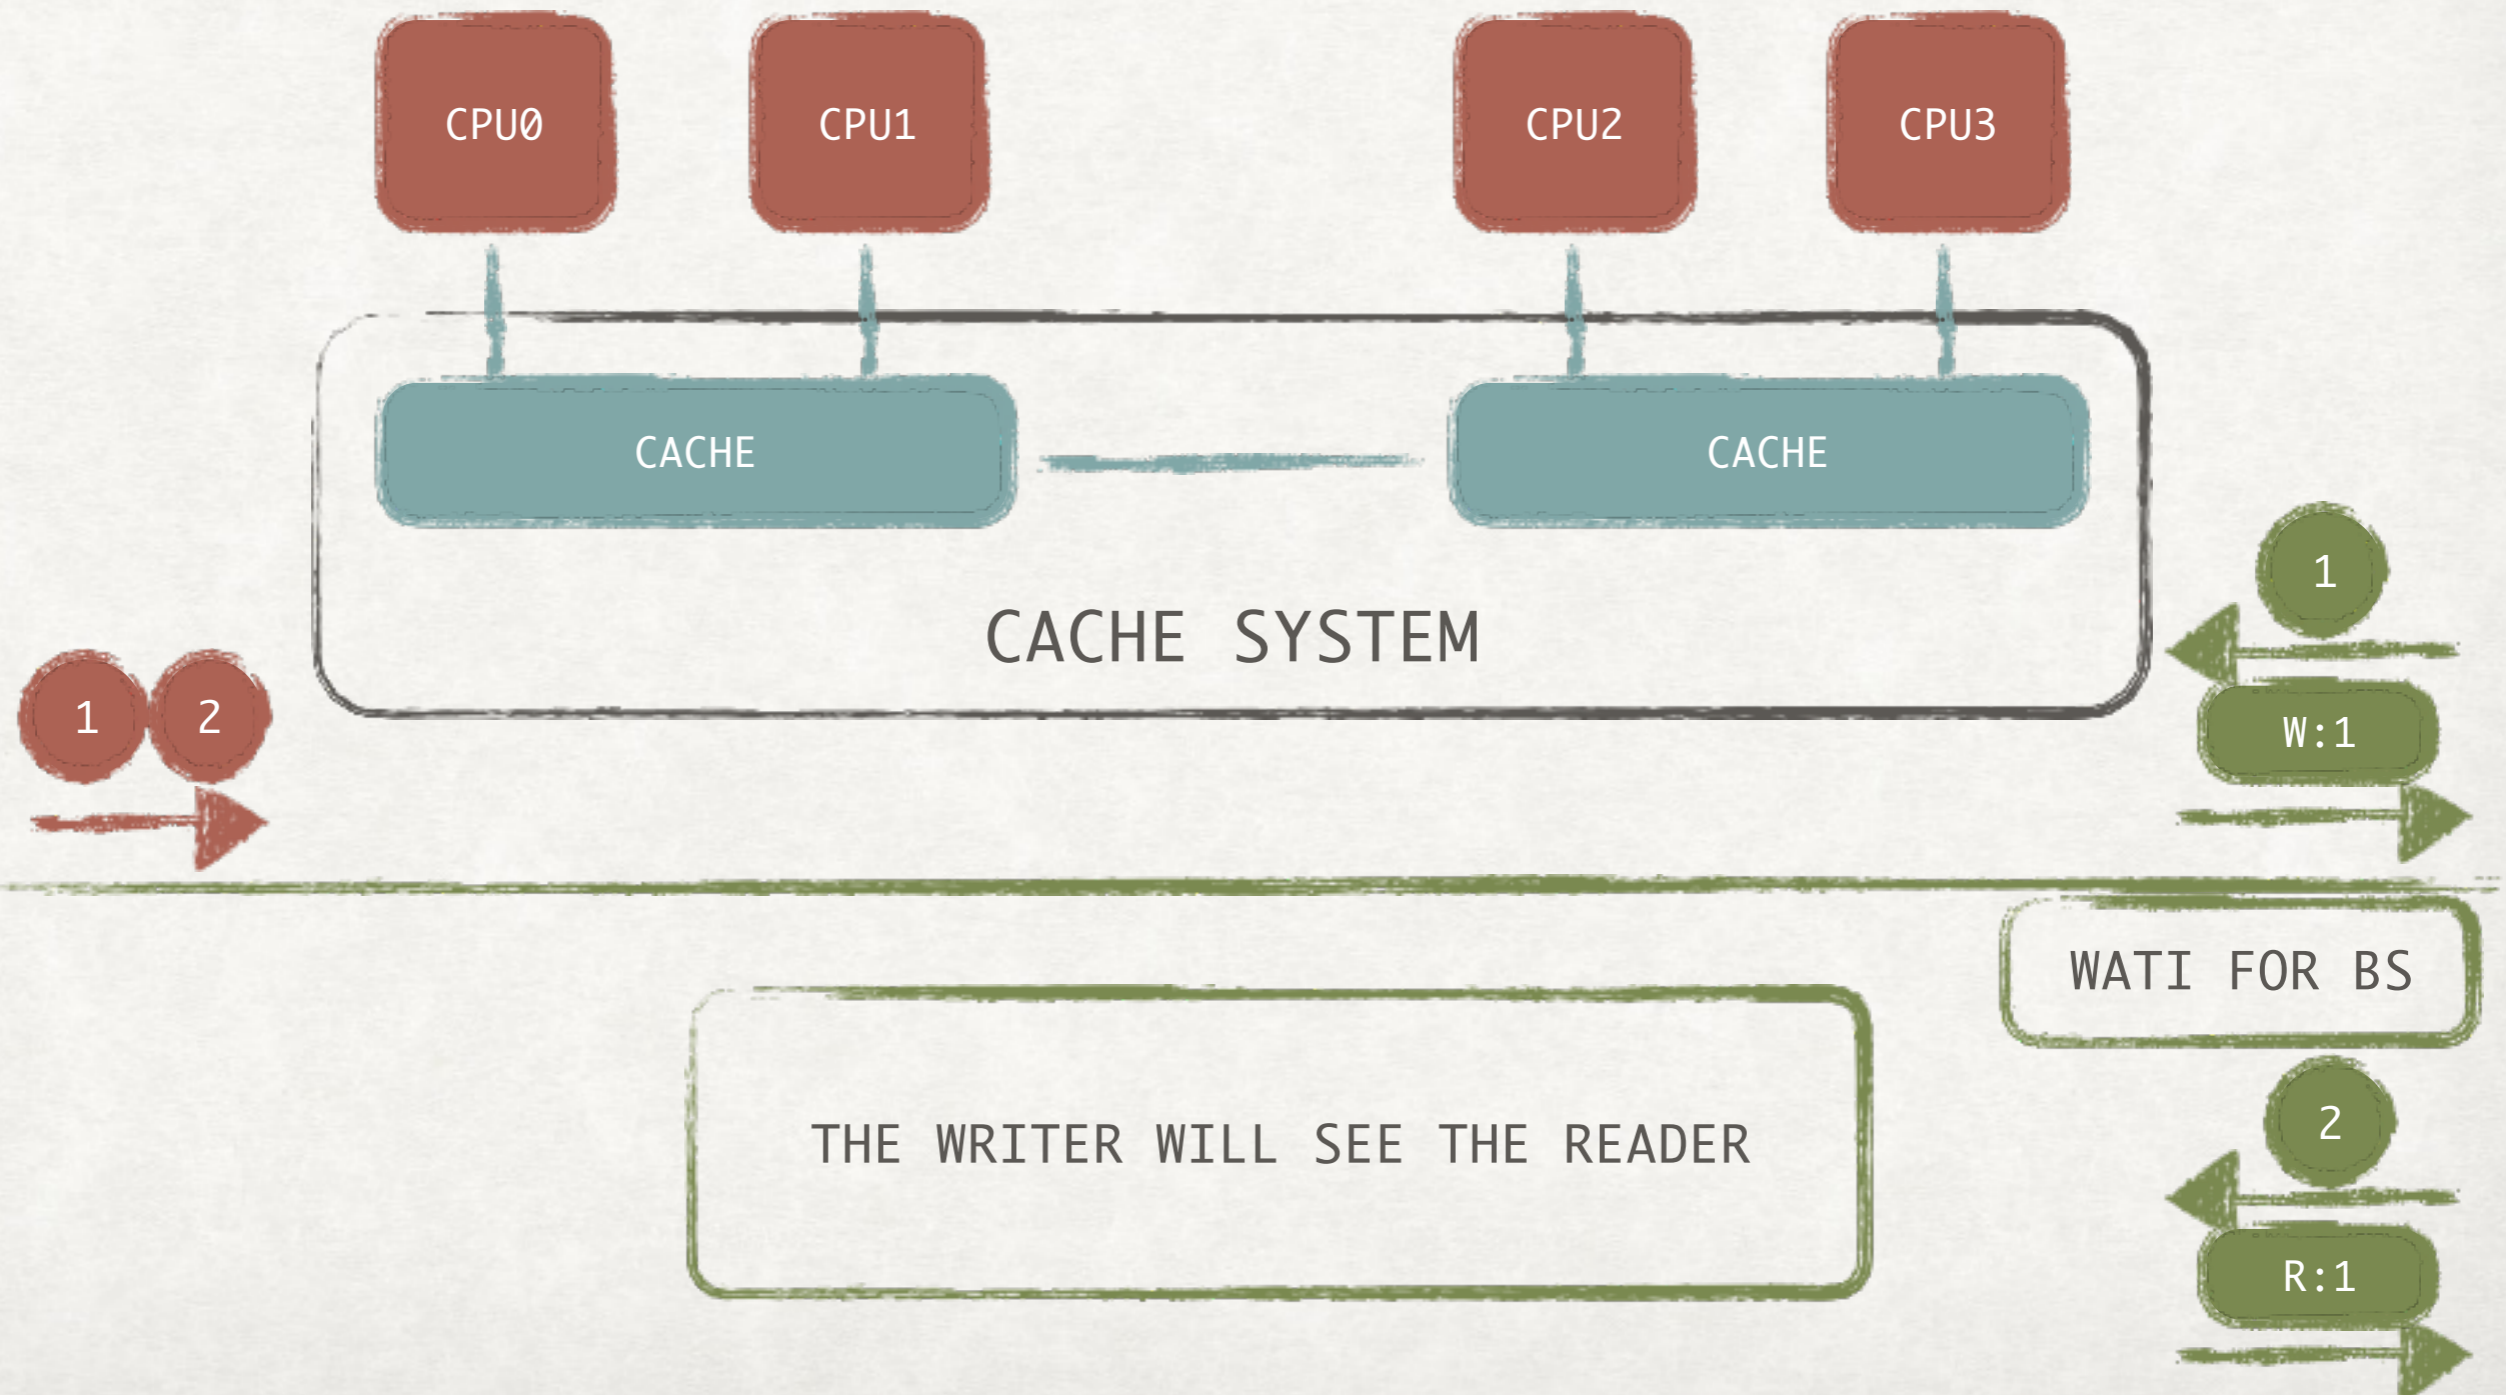 CPU0
CPU1
CPU2
CPU3
CACHE
CACHE
CACHE SYSTEM
1
W:1
1 2
WATI FOR BS
THE WRITER WILL SEE THE READER
2
R:1